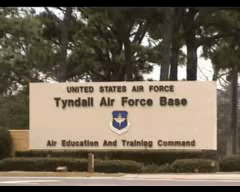 UNITED STATES AIR FORCE
Tyndall Air Force Base
Air Education And Training Command